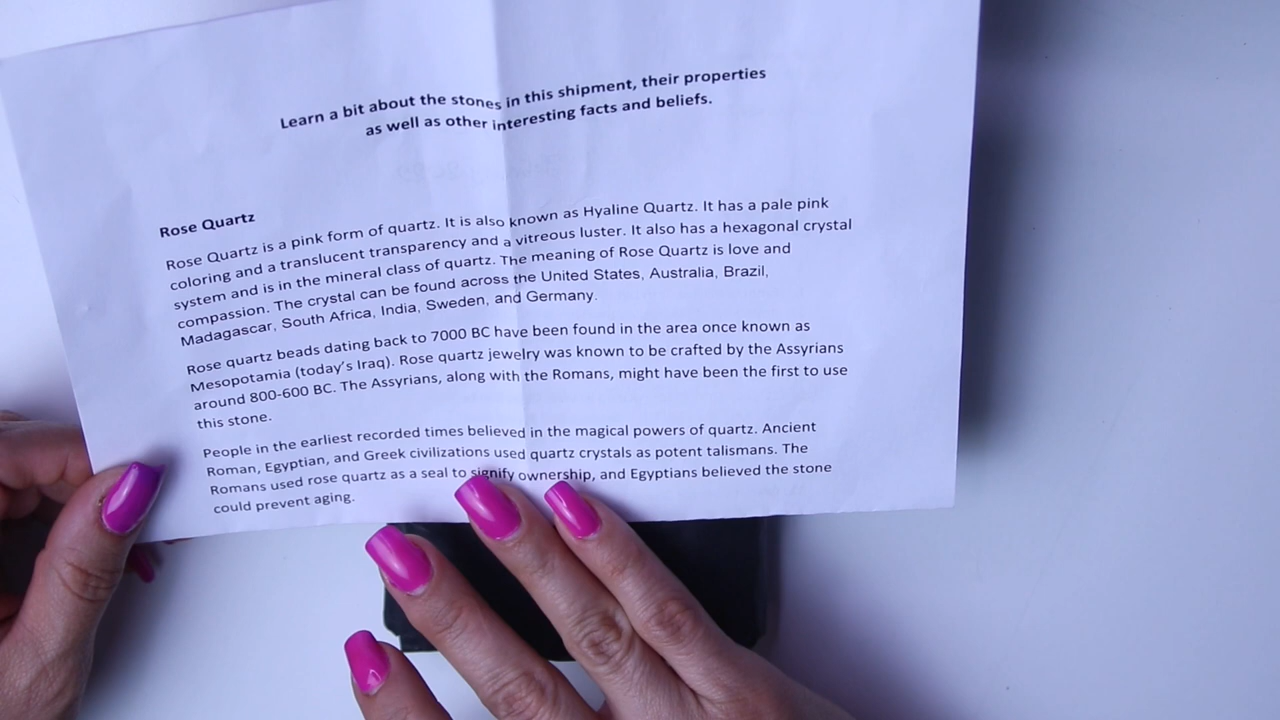 Learn a bit about the stones in this shipment, their properties
as well as other interesting facts and beliefs.
Rose Quartz
Rose Quartz is a pink form of quartz. It is also known as Hyaline Quartz. It has a pale pink
coloring and a translucent transparency and a vitreous luster. It also has a hexagonal crystal
system and is in the mineral class of quartz. The meaning of Rose Quartz is love and
compassion. The crystal can be found across the United States, Australia, Brazil,
Madagascar, South Africa, India, Sweden, and Germany.
Rose quartz beads dating back to 7000 BC have been found in the area once known as
Mesopotamia (today's Iraq). Rose quartz jewelry was known to be crafted by the Assyrians
around 800-600 BC. The Assyrians, along with the Romans, might have been the first to use
this stone.
People in the earliest recorded times believed in the magical powers of quartz. Ancient
Roman, Egyptian, and Greek civilizations used quartz crystals as potent talismans. The
Romans used rose quartz as a seal to signify ownership, and Egyptians believed the stone
could prevent aging.